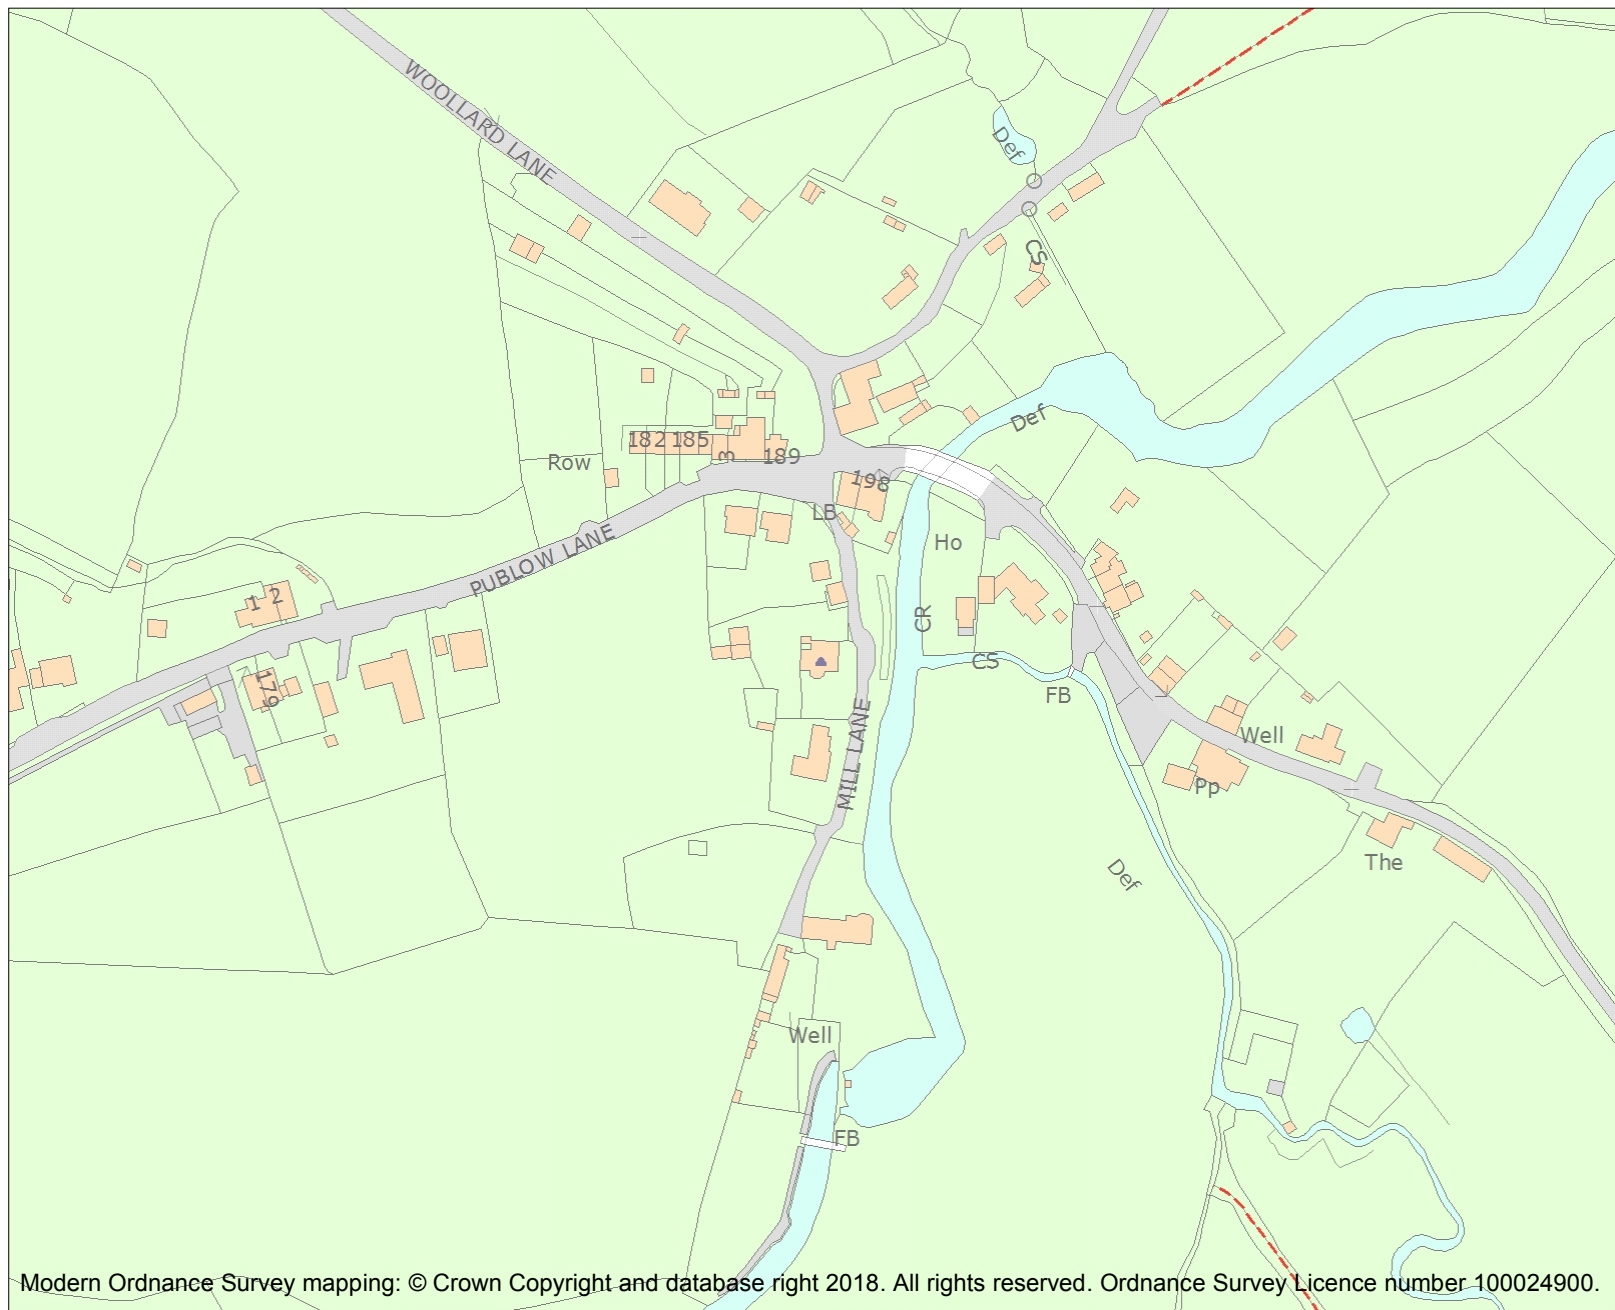 WOOLLARD LANE
Def
CS
Def
182 185
3
189
Row
198
LB
Ho
PUBLOW LANE
1 2
CR
CS
FB
179
MILL LANE
Well
Pp
The
Def
Well
FB
Modern Ordnance Survey mapping: © Crown Copyright and database right 2018. All rights reserved. Ordnance Survey Licence number 100024900.